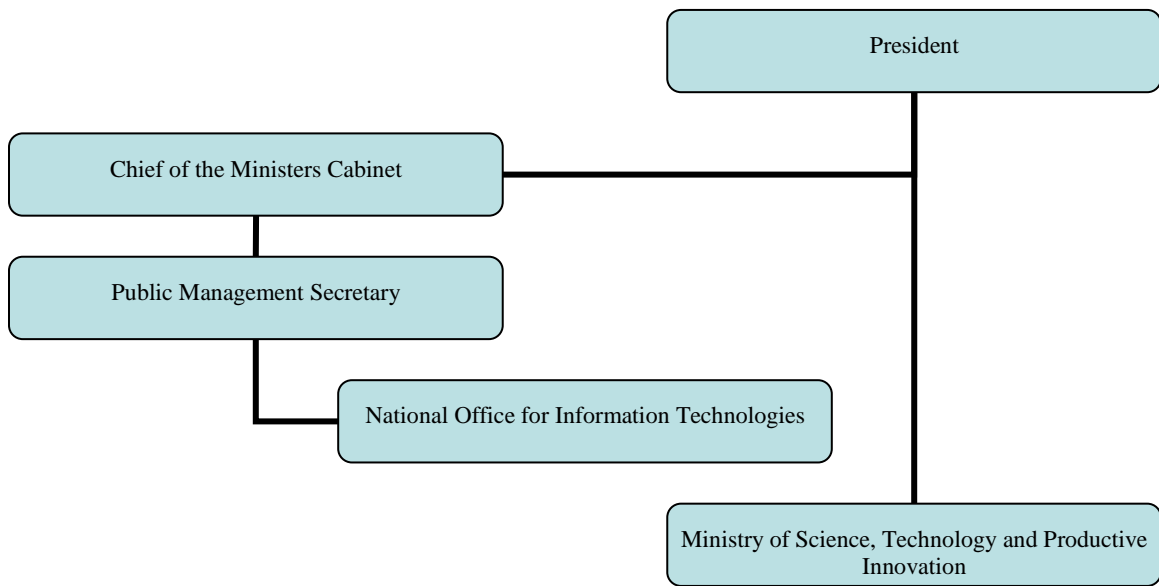 President
Chief of the Ministers Cabinet
Public Management Secretary
National Office for Information Technologies
Ministry of Science, Technology and Productive
Innovation